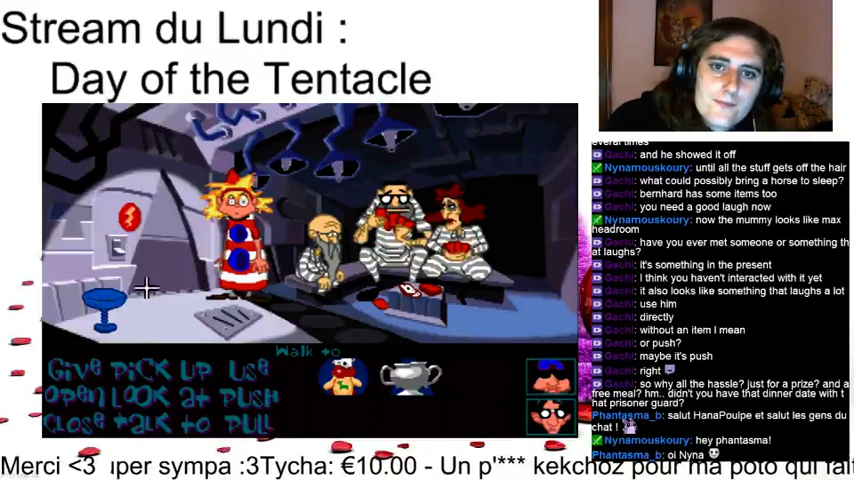 Stream du Lundi :
Day of the Tentacle
everal times
Gachi: and he showed it off
Nynamouskoury: until all the stuff gets off the hair
Gachi: what could possibly bring a horse to sleep?
Gachi: bernhard has some items too
Gachi: you need a good laugh now
Nynamouskoury: now the mummy looks like max
headroom
Gachi: have you ever met someone or something th
at laughs?
Gachi: it's something in the present
Gachi: I think you haven't interacted with it yet
Gachi: it also looks like something that laughs a lot
Gachi: use him
Gachi: directly
Gachi: without an item I mean
Gachi: or push?
Gachi: maybe it's push
Gachi: right
Gachi: so why all the hassle? just for a prize? and a
free meal? hm.. didn't you have that dinner date with t
hat prisoner guard?
Phantasma_b: salut HanaPoulpe et salut les gens du
chat !
Nynamouskoury: hey phantasma!
Phantasma_b: oi Nyna
Walk to
Give Pick up Use
Open Look at Push
Close Talk to Pull
Merci <3 uper sympa :3Tycha: €10.00 - Un p'*** kekchoz pour ma poto qui fait